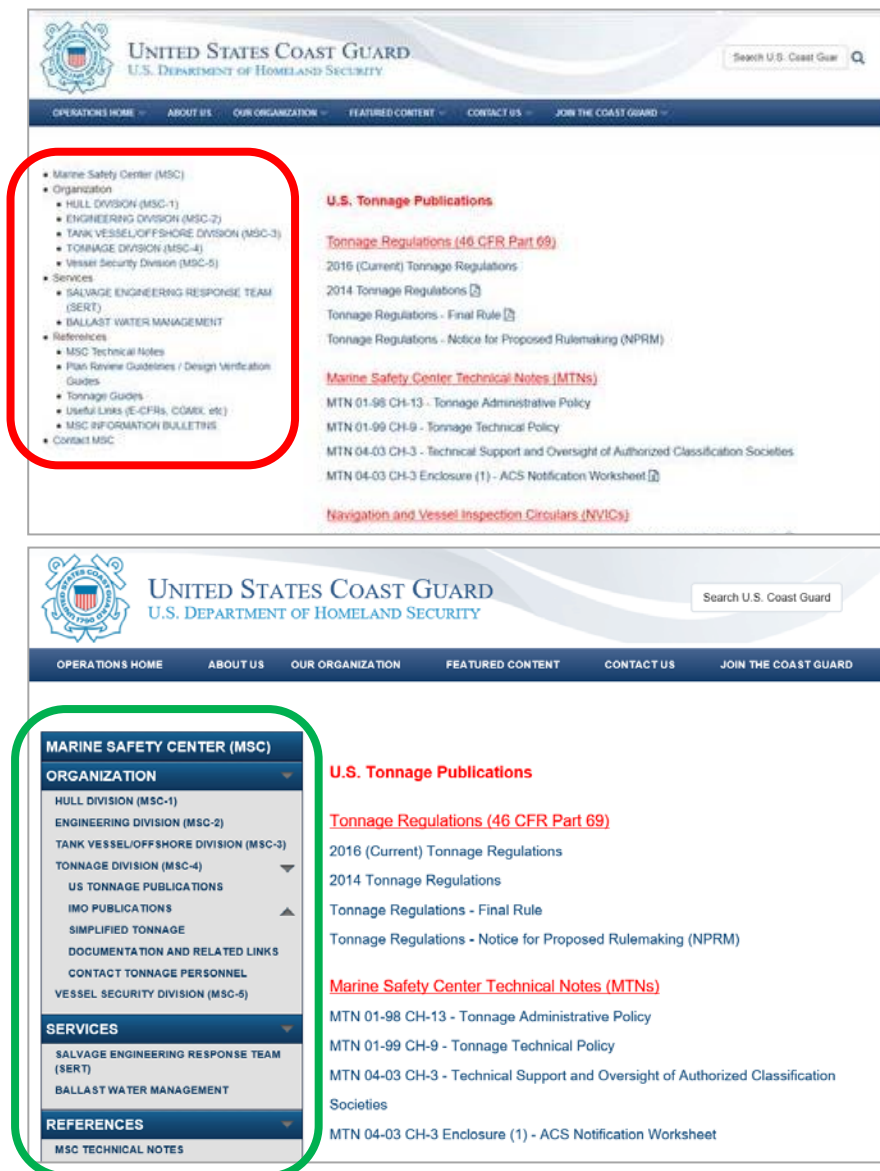 UNITED STATES COAST GUARD
U.S. DEPARTMENT OF HOMELAND SECURITY
Search U.S. Coast Guar
OPERATIONS HOME ABOUT US OUR ORGANIZATION FEATURED CONTENT CONTACT US JOIN THE COAST GUARD
• Marine Safety Center (MSC)
• Organization
• HULL DIVISION (MSC-1)
• ENGINEERING DIVISION (MSC-2)
• TANK VESSEL/OFFSHORE DIVISION (MSC-3)
• TONNAGE DIVISION (MSC-4)
• Vessel Security Division (MSC-5)
• Services
• SALVAGE ENGINEERING RESPONSE TEAM
(SERT)
• BALLAST WATER MANAGEMENT
• References
• MSC Technical Notes
• Plan Review Guidelines / Design Verification
Guides
• Tonnage Guides
• Useful Links (E-CFRs, COMIX, etc)
• MSC INFORMATION BULLETINS
• Contact MSC
U.S. Tonnage Publications
Tonnage Regulations (46 CFR Part 69)
2016 (Current) Tonnage Regulations
2014 Tonnage Regulations
Tonnage Regulations - Final Rule
Tonnage Regulations - Notice for Proposed Rulemaking (NPRM)
Marine Safety Center Technical Notes (MTNs)
MTN 01-98 CH-13 - Tonnage Administrative Policy
MTN 01-99 CH-9 - Tonnage Technical Policy
MTN 04-03 CH-3 - Technical Support and Oversight of Authorized Classification Societies
MTN 04-03 CH-3 Enclosure (1) - ACS Notification Worksheet
Navigation and Vessel Inspection Circulars (NVICs)
UNITED STATES COAST GUARD
U.S. DEPARTMENT OF HOMELAND SECURITY
Search U.S. Coast Guard
OPERATIONS HOME ABOUT US OUR ORGANIZATION FEATURED CONTENT CONTACT US JOIN THE COAST GUARD
MARINE SAFETY CENTER (MSC)
ORGANIZATION
HULL DIVISION (MSC-1)
ENGINEERING DIVISION (MSC-2)
TANK VESSEL/OFFSHORE DIVISION (MSC-3)
TONNAGE DIVISION (MSC-4)
US TONNAGE PUBLICATIONS
IMO PUBLICATIONS
SIMPLIFIED TONNAGE
DOCUMENTATION AND RELATED LINKS
CONTACT TONNAGE PERSONNEL
VESSEL SECURITY DIVISION (MSC-5)
SERVICES
SALVAGE ENGINEERING RESPONSE TEAM
(SERT)
BALLAST WATER MANAGEMENT
REFERENCES
MSC TECHNICAL NOTES
U.S. Tonnage Publications
Tonnage Regulations (46 CFR Part 69)
2016 (Current) Tonnage Regulations
2014 Tonnage Regulations
Tonnage Regulations - Final Rule
Tonnage Regulations - Notice for Proposed Rulemaking (NPRM)
Marine Safety Center Technical Notes (MTNs)
MTN 01-98 CH-13 - Tonnage Administrative Policy
MTN 01-99 CH-9 - Tonnage Technical Policy
MTN 04-03 CH-3 - Technical Support and Oversight of Authorized Classification
Societies
MTN 04-03 CH-3 Enclosure (1) - ACS Notification Worksheet